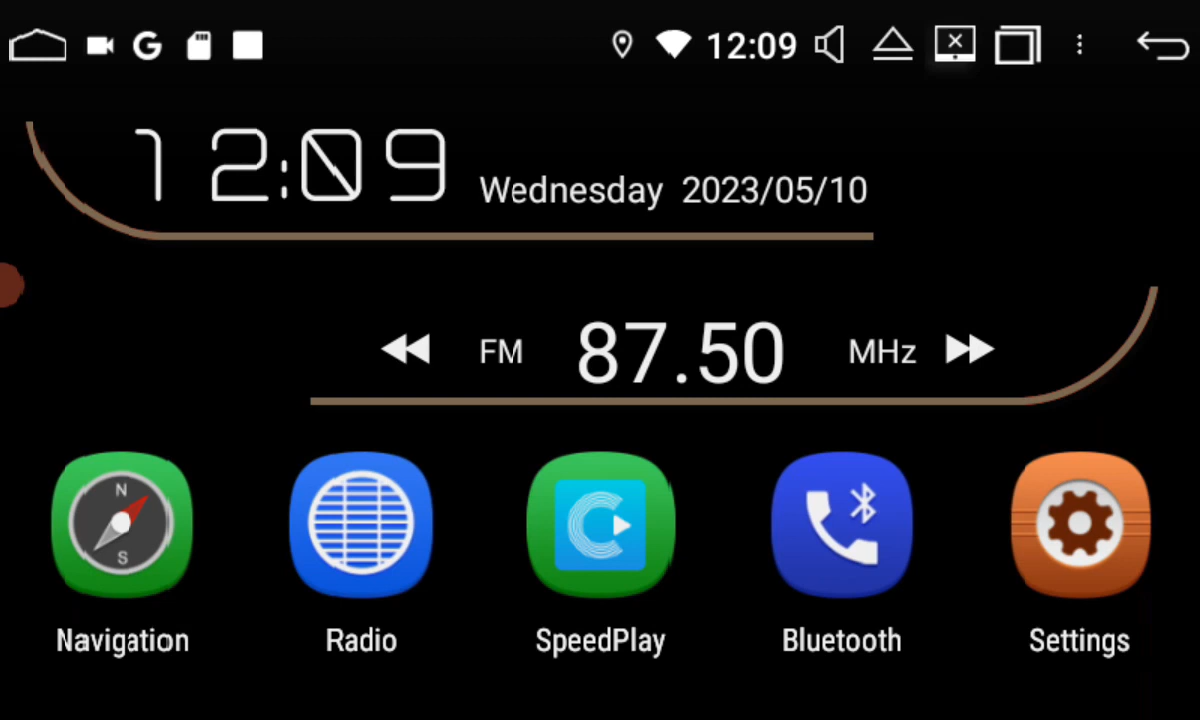 12:09
12:09
Wednesday 2023/05/10
FM 87.50 MHz
N
S
Navigation Radio SpeedPlay Bluetooth Settings